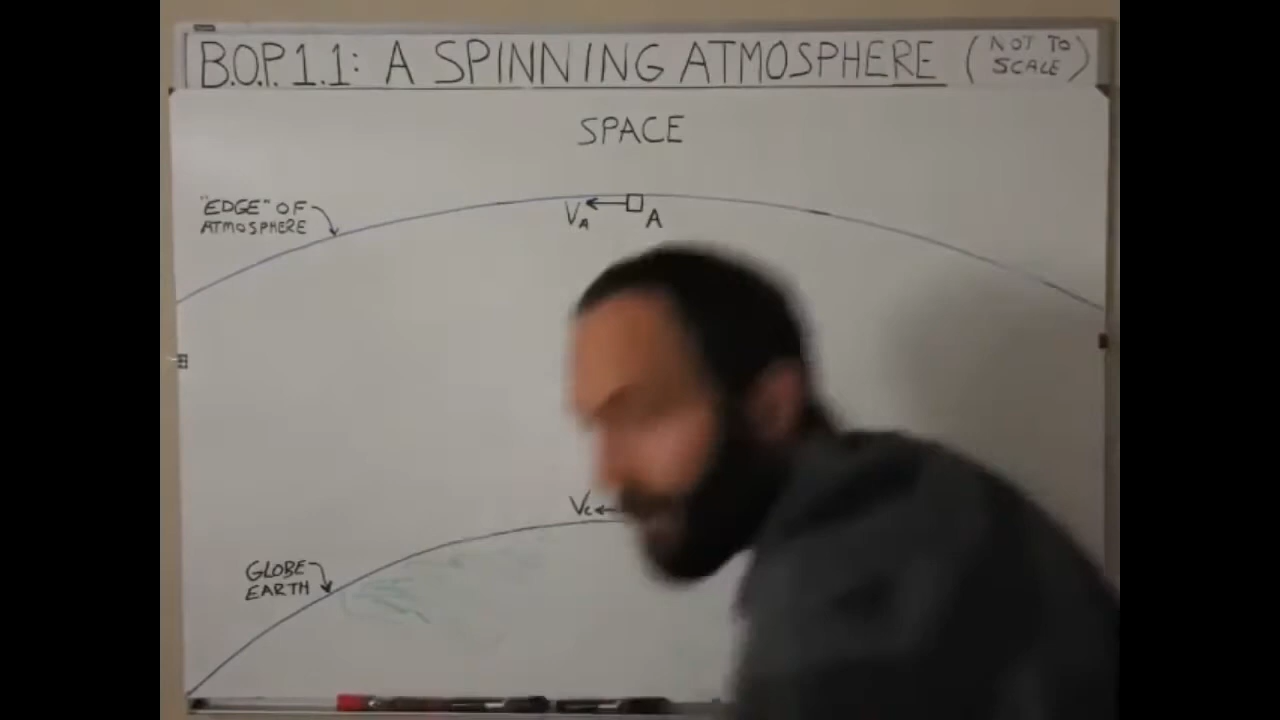 B.O.P. 1.1: A SPINNING ATMOSPHERE (NOT TO SCALE)
SPACE
"EDGE" OF
ATMOSPHERE
VA
A
Vc
GLOBE
EARTH